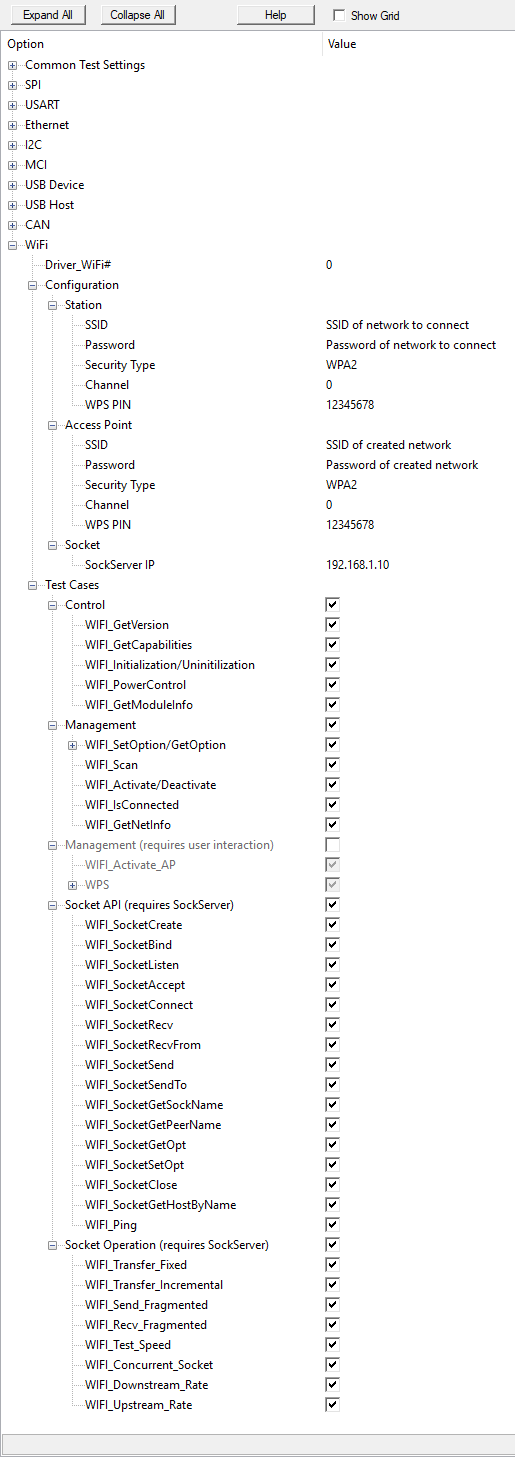 Expand All Collapse All Help Show Grid
Option Value
Common Test Settings
SPI
USART
Ethernet
I2C
MCI
USB Device
USB Host
CAN
WiFi
Driver_WiFi# 0
Configuration
Station
SSID SSID of network to connect
Password Password of network to connect
Security Type WPA2
Channel 0
WPS PIN 12345678
Access Point
SSID SSID of created network
Password Password of created network
Security Type WPA2
Channel 0
WPS PIN 12345678
Socket
SockServer IP 192.168.1.10
Test Cases
Control
WIFI_GetVersion
WIFI_GetCapabilities
WIFI_Initialization/Uninitilization
WIFI_PowerControl
WIFI_GetModuleInfo
Management
WIFI_SetOption/GetOption
WIFI_Scan
WIFI_Activate/Deactivate
WIFI_IsConnected
WIFI_GetNetInfo
Management (requires user interaction)
WIFI_Activate_AP
WPS
Socket API (requires SockServer)
WIFI_SocketCreate
WIFI_SocketBind
WIFI_SocketListen
WIFI_SocketAccept
WIFI_SocketConnect
WIFI_SocketRecv
WIFI_SocketRecvFrom
WIFI_SocketSend
WIFI_SocketSendTo
WIFI_SocketGetSockName
WIFI_SocketGetPeerName
WIFI_SocketGetOpt
WIFI_SocketSetOpt
WIFI_SocketClose
WIFI_SocketGetHostByName
WIFI_Ping
Socket Operation (requires SockServer)
WIFI_Transfer_Fixed
WIFI_Transfer_Incremental
WIFI_Send_Fragmented
WIFI_Recv_Fragmented
WIFI_Test_Speed
WIFI_Concurrent_Socket
WIFI_Downstream_Rate
WIFI_Upstream_Rate